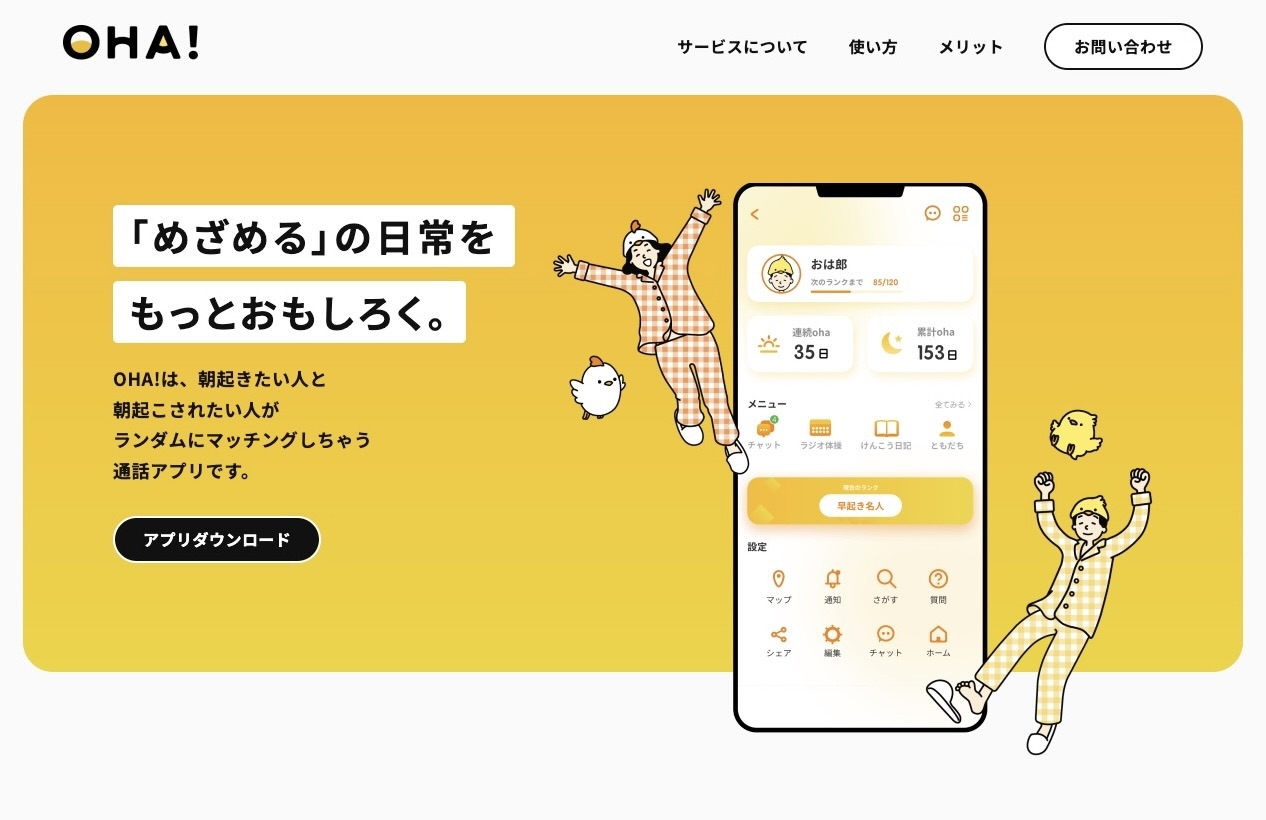 OHA!
サービスについて
使い方
メリット
お問い合わせ
「めざめる」の日常を
もっとおもしろく。
OHA!は、朝起きたい人と
朝起こされたい人が
ランダムにマッチングしちゃう
通話アプリです。
アプリダウンロード
おは郎
次のランクまで 85/120
連続oha
35日
累計oha
153日
メニュー
全てみる
4
チャット
ラジオ体操
けんこう日記
ともだち
現在のランク
早起き名人
設定
マップ
通知
さがす
質問
シェア
編集
チャット
ホーム